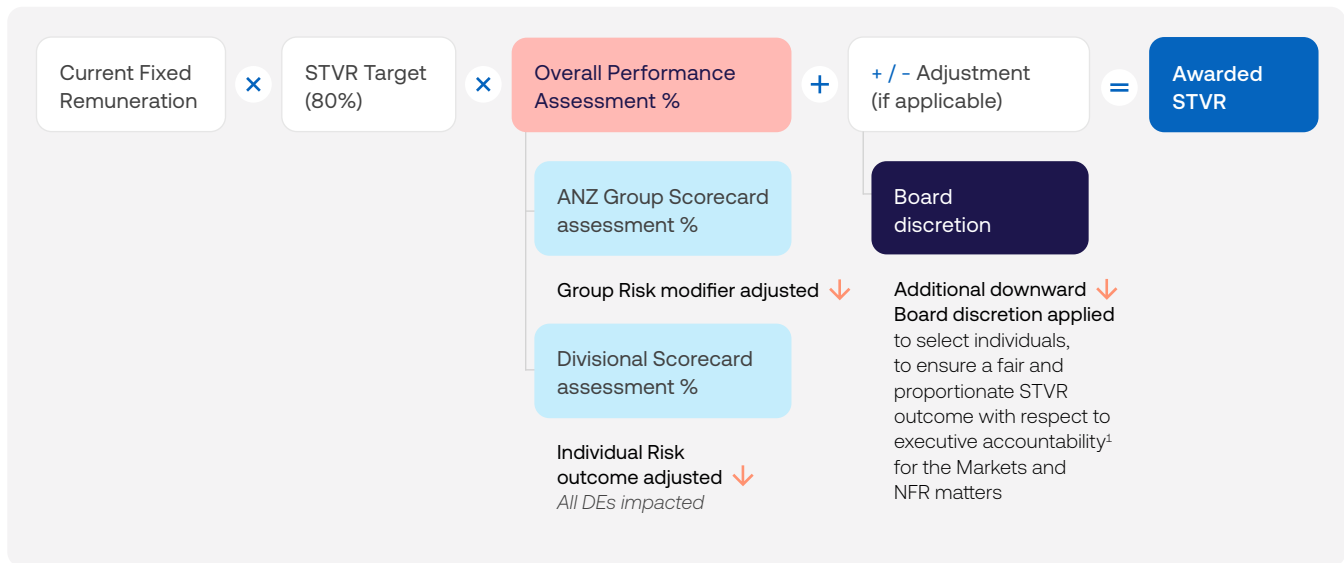 Current Fixed
Remuneration
×
STVR Target
(80%)
×
Overall Performance
Assessment %
+
+ / - Adjustment
(if applicable)
=
Awarded
STVR
ANZ Group Scorecard
assessment %
Group Risk modifier adjusted ↓
Divisional Scorecard
assessment %
Individual Risk
outcome adjusted ↓
All DEs impacted
Board
discretion
Additional downward ↓
Board discretion applied
to select individuals,
to ensure a fair and
proportionate STVR
outcome with respect to
executive accountability¹
for the Markets and
NFR matters